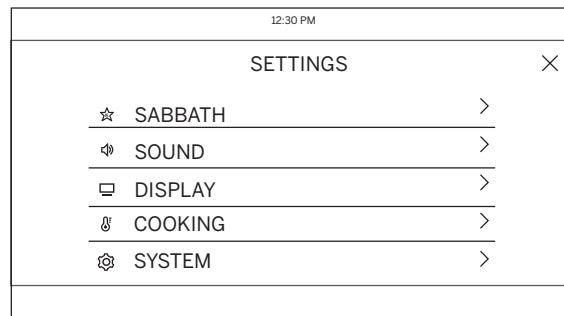 12:30 PM
SETTINGS
SABBATH
SOUND
DISPLAY
COOKING
SYSTEM